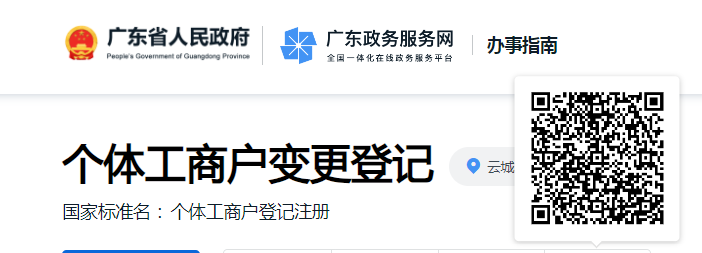 广东省人民政府
People's Government of Guangdong Province
广东政务服务网
全国一体化在线政务服务平台
办事指南
个体工商户变更登记
云城
国家标准名：个体工商户登记注册